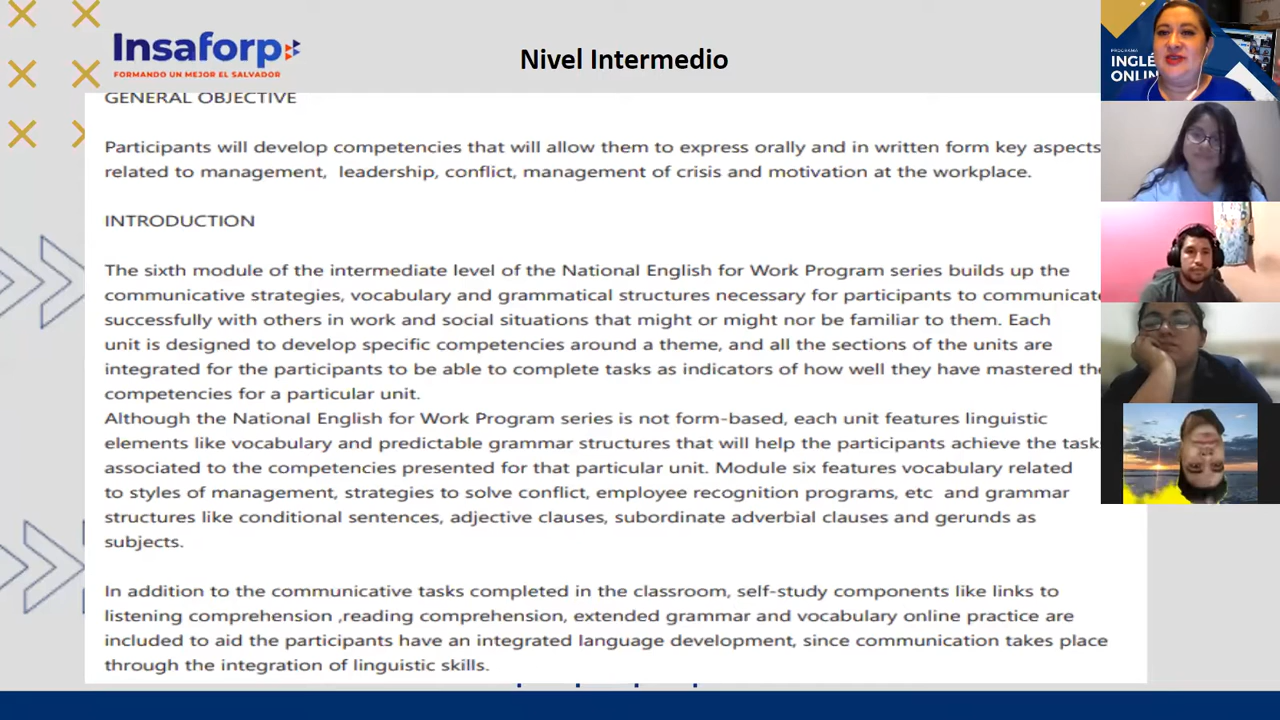 Insaforp
FORMANDO UN MEJOR EL SALVADOR
Nivel Intermedio
GENERAL OBJECTIVE
Participants will develop competencies that will allow them to express orally and in written form key aspects
related to management, leadership, conflict, management of crisis and motivation at the workplace.
INTRODUCTION
The sixth module of the intermediate level of the National English for Work Program series builds up the
communicative strategies, vocabulary and grammatical structures necessary for participants to communicate
successfully with others in work and social situations that might or might nor be familiar to them. Each
unit is designed to develop specific competencies around a theme, and all the sections of the units are
integrated for the participants to be able to complete tasks as indicators of how well they have mastered the
competencies for a particular unit.
Although the National English for Work Program series is not form-based, each unit features linguistic
elements like vocabulary and predictable grammar structures that will help the participants achieve the tasks
associated to the competencies presented for that particular unit. Module six features vocabulary related
to styles of management, strategies to solve conflict, employee recognition programs, etc and grammar
structures like conditional sentences, adjective clauses, subordinate adverbial clauses and gerunds as
subjects.
In addition to the communicative tasks completed in the classroom, self-study components like links to
listening comprehension ,reading comprehension, extended grammar and vocabulary online practice are
included to aid the participants have an integrated language development, since communication takes place
through the integration of linguistic skills.
PROGRAMA
INGLÉ
ONLIN